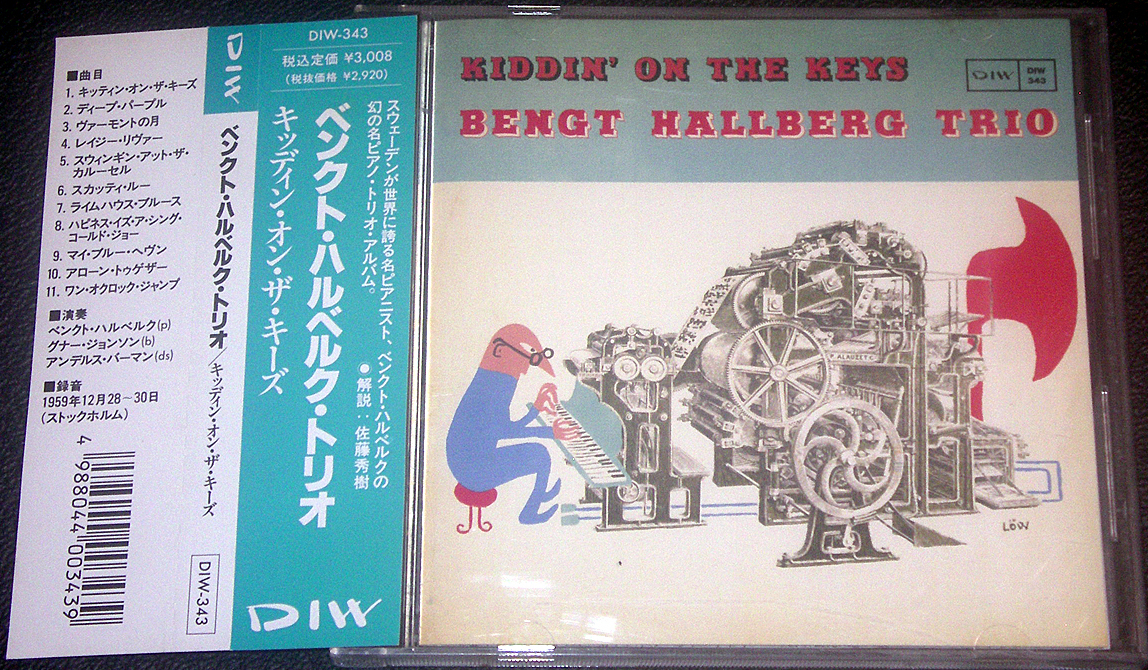 ■曲目
1. キッティン・オン・ザ・キーズ
2. ディープ・パープル
3. ヴァーモントの月
4. レイジー・リヴァー
5. スウィンギン・アット・ザ・
カルーセル
6. スカッティ・ルー
7. ライムハウス・ブルース
8. ハピネス・イズ・ア・シング・
コールド・ジョー
9. マイ・ブルー・ヘヴン
10. アローン・トゥゲザー
11. ワン・オクロック・ジャンプ
■演奏
ベンクト・ハルベルク(p)
グナー・ジョンソン(b)
アンデルス・バーマン(ds)
■録音
1959年12月28〜30日
(ストックホルム)
4 988044 003439
DIW
ベンクト・ハルベルク・トリオ/キッディン・オン・ザ・キーズ
DIW-343
DIW-343
税込定価 ¥3,008
(税抜価格 ¥2,920)
スウェーデンが世界に誇る名ピアニスト、ベンクト・ハルベルクの
幻の名ピアノ・トリオ・アルバム。
●解説：佐藤秀樹
ベンクト・ハルベルク・トリオ
キッディン・オン・ザ・キーズ
DIW
KIDDIN' ON THE KEYS
BENGT HALLBERG TRIO
DIW
DIW
343
P. ALAUZET C.
LÖW